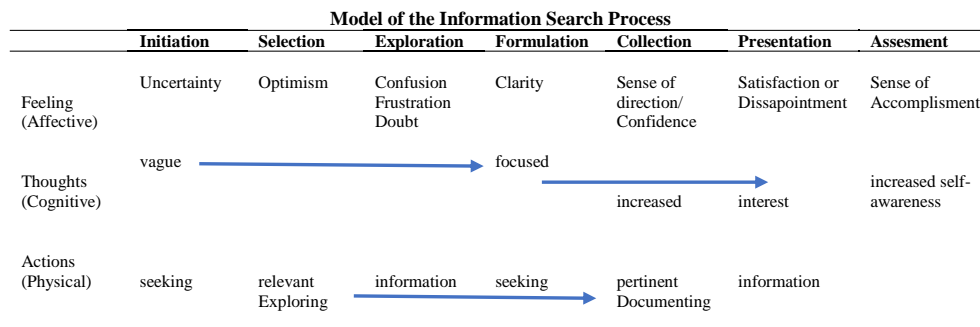 Model of the Information Search Process
Initiation Selection Exploration Formulation Collection Presentation Assesment
Uncertainty Optimism Confusion Clarity Sense of Satisfaction or Sense of
Feeling Frustration direction/ Dissapointment Accomplisment
(Affective) Doubt Confidence
vague focused
Thoughts increased self-
(Cognitive) increased interest awareness
Actions
(Physical) seeking relevant information seeking pertinent information
Exploring Documenting